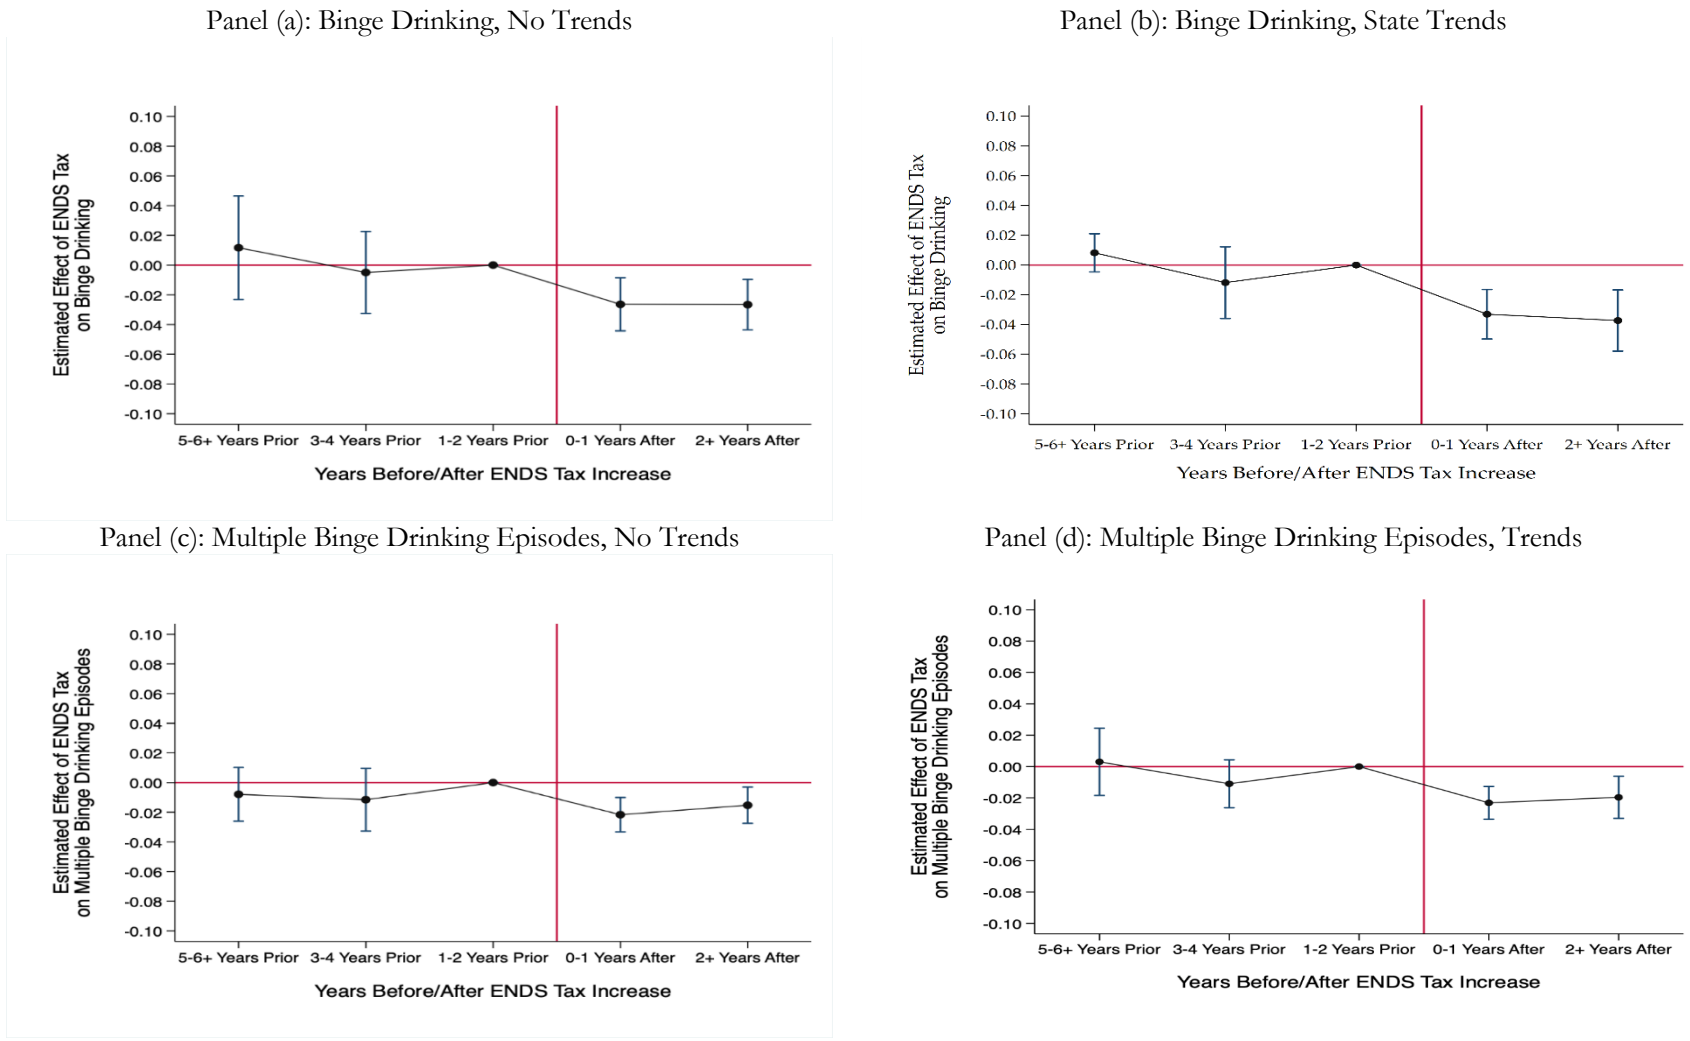 Panel (a): Binge Drinking, No Trends
Estimated Effect of ENDS Tax
on Binge Drinking
0.10
0.08
0.06
0.04
0.02
0.00
-0.02
-0.04
-0.06
-0.08
-0.10
5-6+ Years Prior 3-4 Years Prior 1-2 Years Prior 0-1 Years After 2+ Years After
Years Before/After ENDS Tax Increase
Panel (b): Binge Drinking, State Trends
Estimated Effect of ENDS Tax
on Binge Drinking
0.10
0.08
0.06
0.04
0.02
0.00
-0.02
-0.04
-0.06
-0.08
-0.10
5-6+ Years Prior 3-4 Years Prior 1-2 Years Prior 0-1 Years After 2+ Years After
Years Before/After ENDS Tax Increase
Panel (c): Multiple Binge Drinking Episodes, No Trends
Estimated Effect of ENDS Tax
on Multiple Binge Drinking Episodes
0.10
0.08
0.06
0.04
0.02
0.00
-0.02
-0.04
-0.06
-0.08
-0.10
5-6+ Years Prior 3-4 Years Prior 1-2 Years Prior 0-1 Years After 2+ Years After
Years Before/After ENDS Tax Increase
Panel (d): Multiple Binge Drinking Episodes, Trends
Estimated Effect of ENDS Tax
on Multiple Binge Drinking Episodes
0.10
0.08
0.06
0.04
0.02
0.00
-0.02
-0.04
-0.06
-0.08
-0.10
5-6+ Years Prior 3-4 Years Prior 1-2 Years Prior 0-1 Years After 2+ Years After
Years Before/After ENDS Tax Increase